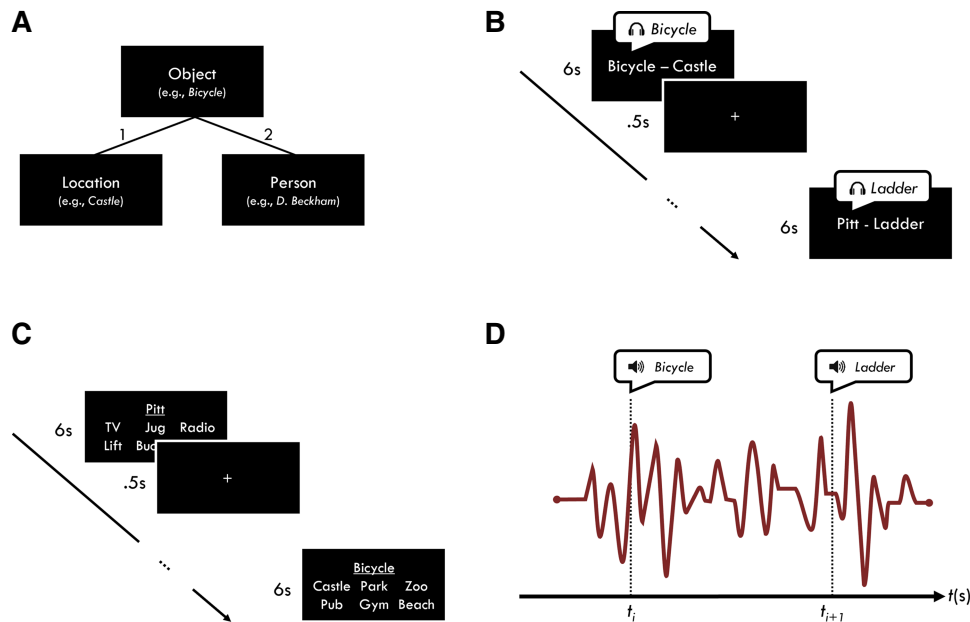 A
Object
(e.g., Bicycle)
1
2
Location
(e.g., Castle)
Person
(e.g., D. Beckham)
B
Bicycle
6s
Bicycle – Castle
.5s
+
...
Ladder
6s
Pitt - Ladder
C
6s
Pitt
TV Jug Radio
Lift
.5s
+
...
6s
Bicycle
Castle Park Zoo
Pub Gym Beach
D
Bicycle
Ladder
t(s)
ti
ti+1